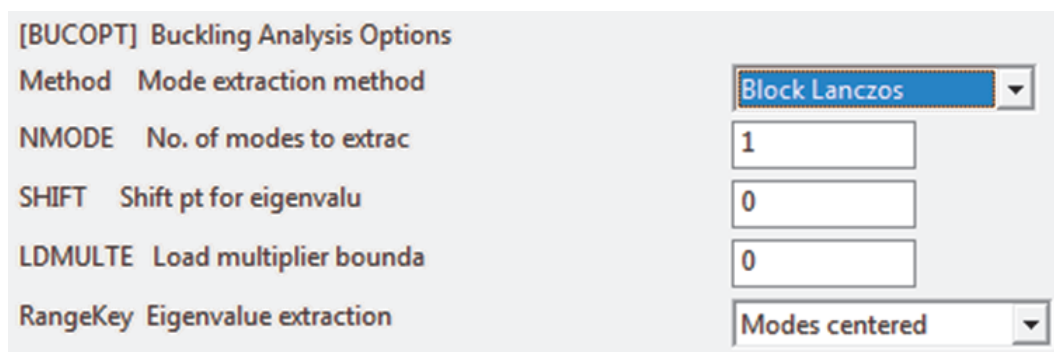 [BUCOPT] Buckling Analysis Options
Method Mode extraction method Block Lanczos
NMODE No. of modes to extrac 1
SHIFT Shift pt for eigenvalu 0
LDMULTE Load multiplier bounda 0
RangeKey Eigenvalue extraction Modes centered